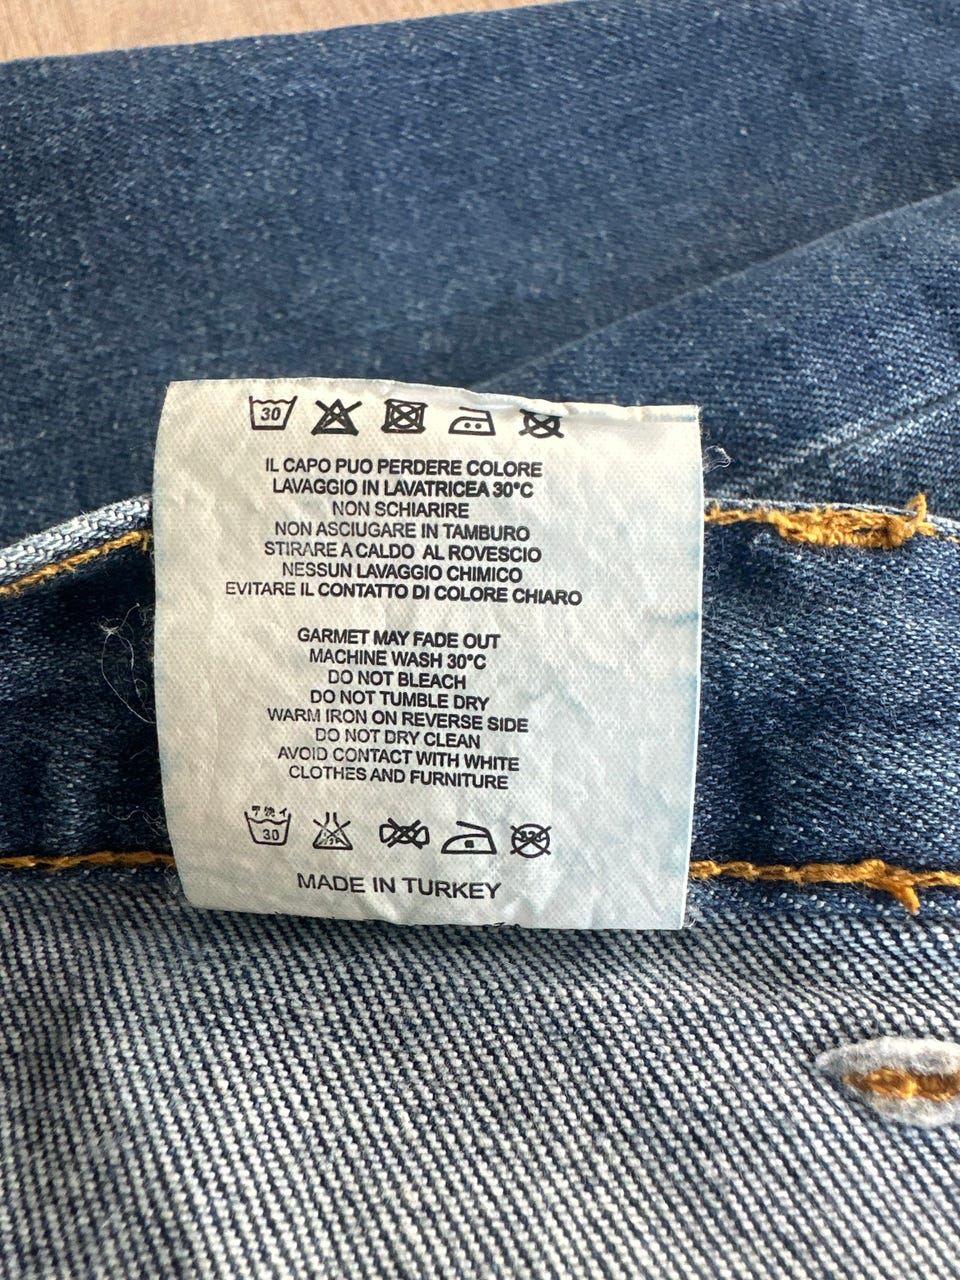 30
IL CAPO PUO PERDERE COLORE
LAVAGGIO IN LAVATRICEA 30°C
NON SCHIARIRE
NON ASCIUGARE IN TAMBURO
STIRARE A CALDO AL ROVESCIO
NESSUN LAVAGGIO CHIMICO
EVITARE IL CONTATTO DI COLORE CHIARO
GARMET MAY FADE OUT
MACHINE WASH 30°C
DO NOT BLEACH
DO NOT TUMBLE DRY
WARM IRON ON REVERSE SIDE
DO NOT DRY CLEAN
AVOID CONTACT WITH WHITE
CLOTHES AND FURNITURE
30
MADE IN TURKEY